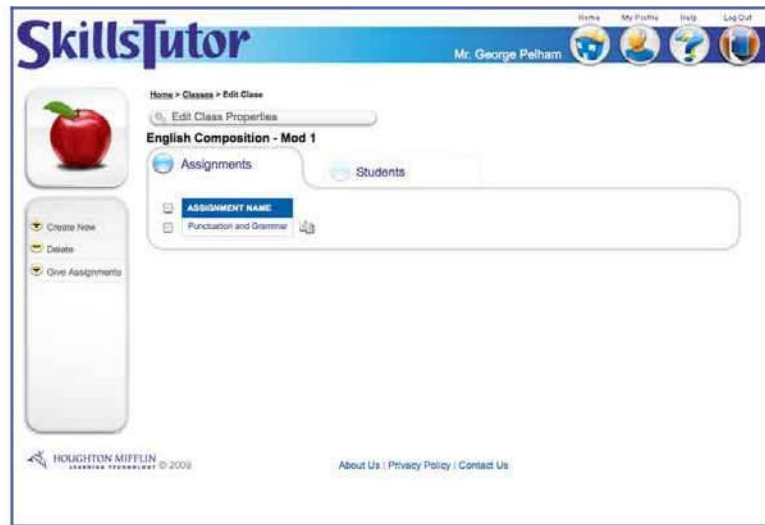 Home My Profile Help Log Out
SkillsTutor
Mr. George Pelham
Home > Classes > Edit Class
Edit Class Properties
English Composition - Mod 1
Assignments
Students
ASSIGNMENT NAME
Punctuation and Grammar
Create New
Delete
Give Assignments
HOUGHTON MIFFLIN
LEARNING TECHNOLOGY © 2009
About Us | Privacy Policy | Contact Us